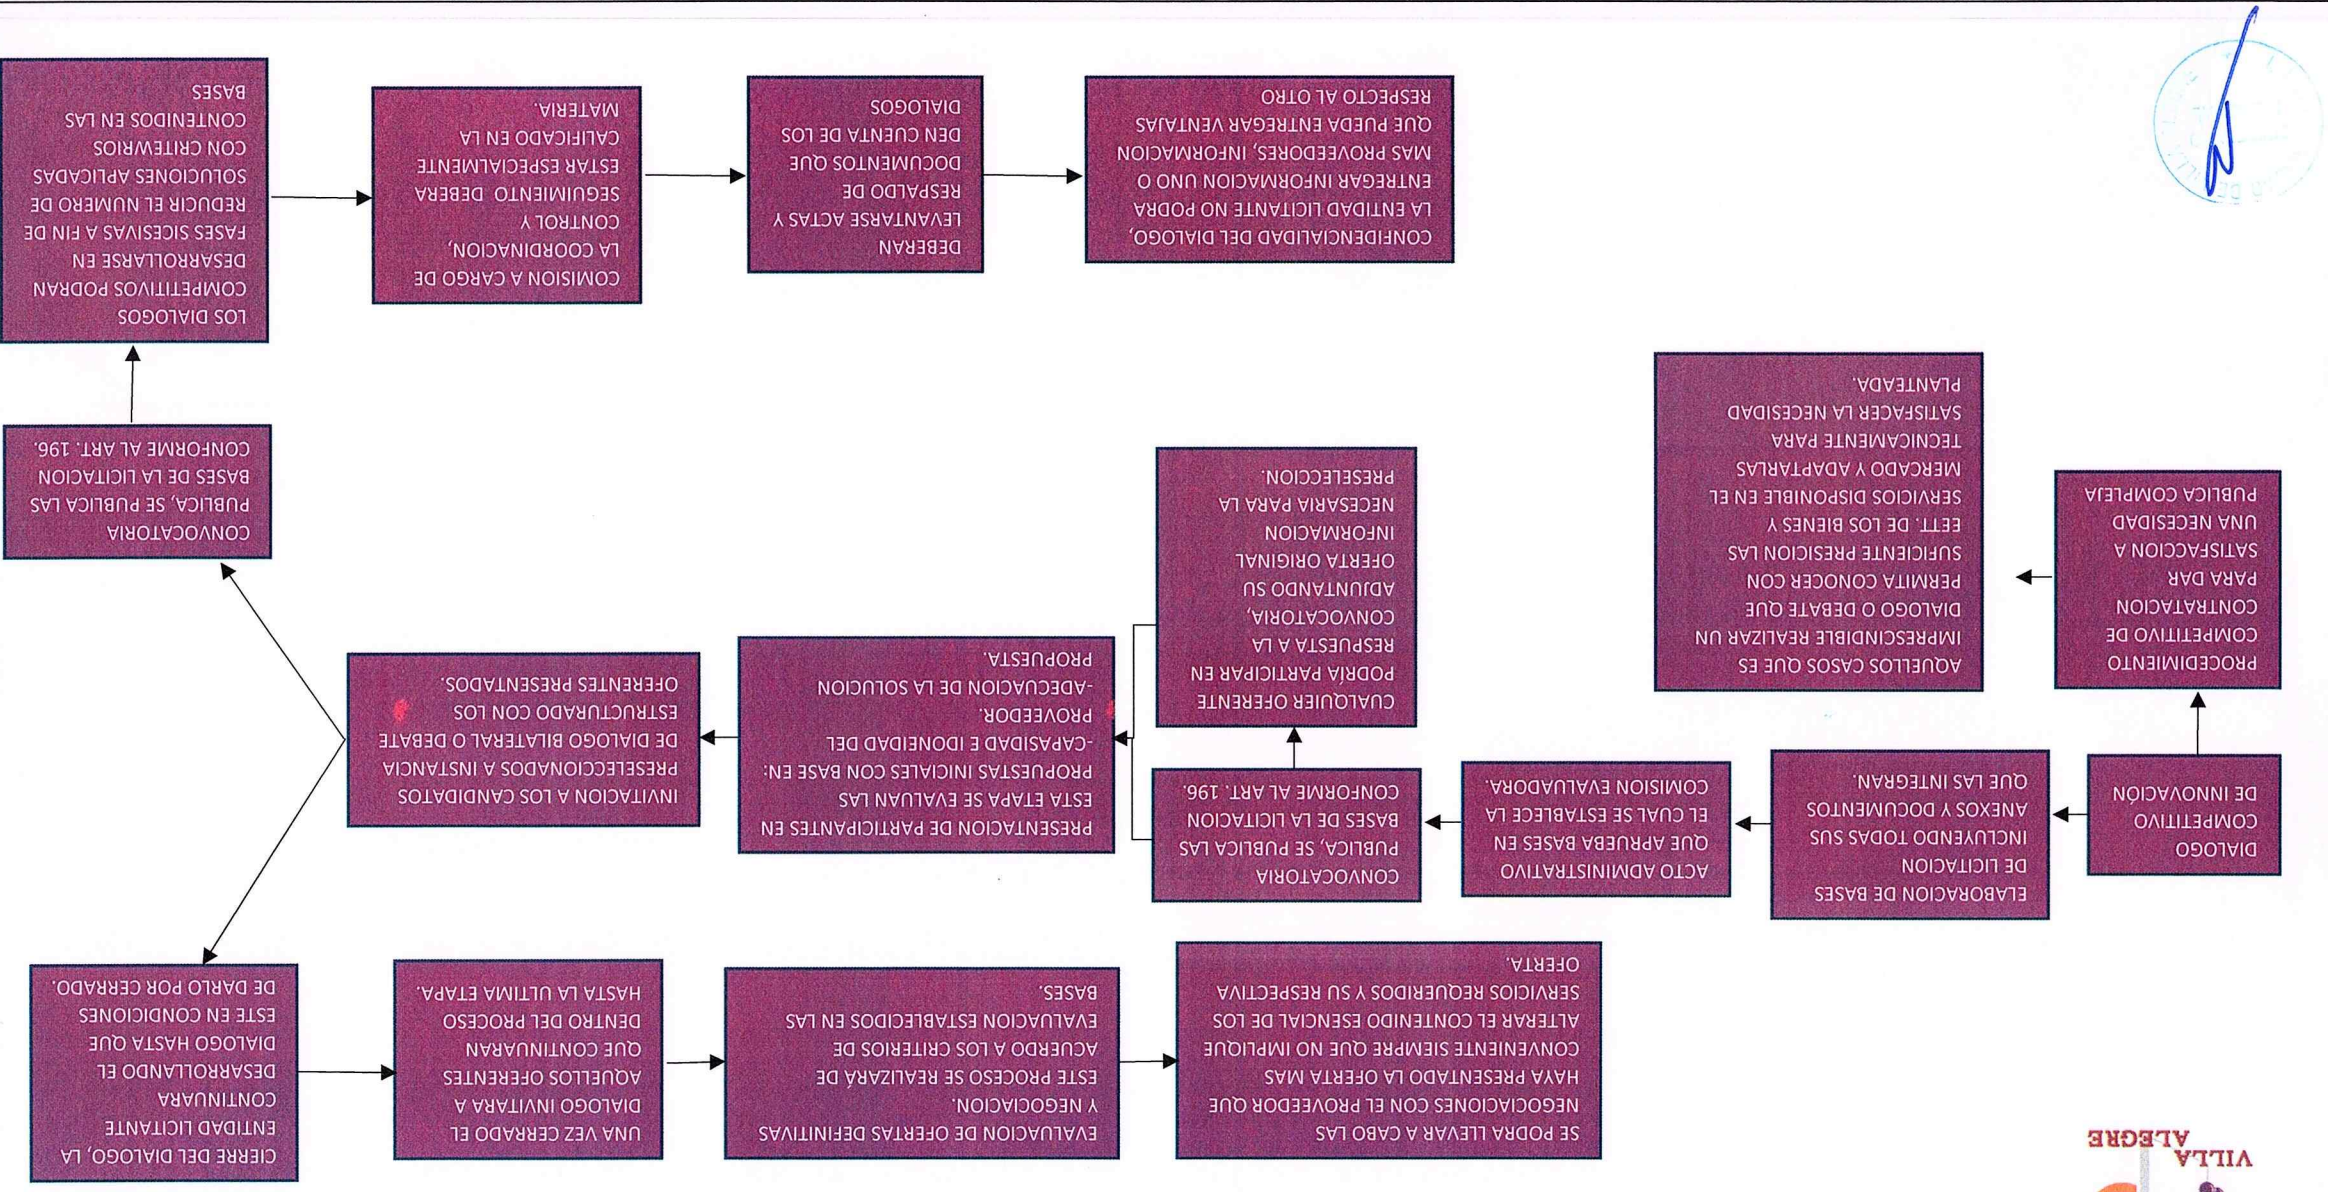 VILLA
ALEGRE
SE PODRA LLEVAR A CABO LAS
NEGOCIACIONES CON EL PROVEEDOR QUE
HAYA PRESENTADO LA OFERTA MAS
CONVENIENTE SIEMPRE QUE NO IMPLIQUE
ALTERAR EL CONTENIDO ESENCIAL DE LOS
SERVICIOS REQUERIDOS Y SU RESPECTIVA
OFERTA.
EVALUACION DE OFERTAS DEFINITIVAS
Y NEGOCIACION.
ESTE PROCESO SE REALIZARÁ DE
ACUERDO A LOS CRITERIOS DE
EVALUACION ESTABLECIDOS EN LAS
BASES.
UNA VEZ CERRADO EL
DIALOGO INVITARA A
AQUELLOS OFERENTES
QUE CONTINUARAN
DENTRO DEL PROCESO
HASTA LA ULTIMA ETAPA.
CIERRE DEL DIALOGO, LA
ENTIDAD LICITANTE
CONTINUARA
DESARROLLANDO EL
DIALOGO HASTA QUE
ESTE EN CONDICIONES
DE DARLO POR CERRADO.
DIALOGO
COMPETITIVO
DE INNOVACIÓN
ELABORACION DE BASES
DE LICITACION
INCLUYENDO TODAS SUS
ANEXOS Y DOCUMENTOS
QUE LAS INTEGRAN.
ACTO ADMINISTRATIVO
QUE APRUEBA BASES EN
EL CUAL SE ESTABLECE LA
COMISION EVALUADORA.
CONVOCATORIA
PUBLICA, SE PUBLICA LAS
BASES DE LA LICITACION
CONFORME AL ART. 196.
PRESENTACION DE PARTICIPANTES EN
ESTA ETAPA SE EVALUAN LAS
PROPUESTAS INICIALES CON BASE EN:
-CAPASIDAD E IDONEIDAD DEL
PROVEEDOR.
-ADECUACION DE LA SOLUCION
PROPUESTA.
INVITACION A LOS CANDIDATOS
PRESELECCIONADOS A INSTANCIA
DE DIALOGO BILATERAL O DEBATE
ESTRUCTURADO CON LOS
OFERENTES PRESENTADOS.
PROCEDIMIENTO
COMPETITIVO DE
CONTRATACION
PARA DAR
SATISFACCION A
UNA NECESIDAD
PUBLICA COMPLEJA
AQUELLOS CASOS QUE ES
IMPRESCINDIBLE REALIZAR UN
DIALOGO O DEBATE QUE
PERMITA CONOCER CON
SUFICIENTE PRESICION LAS
EETT. DE LOS BIENES Y
SERVICIOS DISPONIBLE EN EL
MERCADO Y ADAPTARLAS
TECNICAMENTE PARA
SATISFACER LA NECESIDAD
PLANTEADA.
CUALQUIER OFERENTE
PODRÍA PARTICIPAR EN
RESPUESTA A LA
CONVOCATORIA,
ADJUNTANDO SU
OFERTA ORIGINAL
INFORMACION
NECESARIA PARA LA
PRESELECCION.
CONVOCATORIA
PUBLICA, SE PUBLICA LAS
BASES DE LA LICITACION
CONFORME AL ART. 196.
CONFIDENCIALIDAD DEL DIALOGO,
LA ENTIDAD LICITANTE NO PODRA
ENTREGAR INFORMACION UNO O
MAS PROVEEDORES, INFORMACION
QUE PUEDA ENTREGAR VENTAJAS
RESPECTO AL OTRO
DEBERAN
LEVANTARSE ACTAS Y
RESPALDO DE
DOCUMENTOS QUE
DEN CUENTA DE LOS
DIALOGOS
COMISION A CARGO DE
LA COORDINACION,
CONTROL Y
SEGUIMIENTO DEBERA
ESTAR ESPECIALMENTE
CALIFICADO EN LA
MATERIA.
LOS DIALOGOS
COMPETITIVOS PODRAN
DESARROLLARSE EN
FASES SICESIVAS A FIN DE
REDUCIR EL NUMERO DE
SOLUCIONES APLICADAS
CON CRITEWRIOS
CONTENIDOS EN LAS
BASES